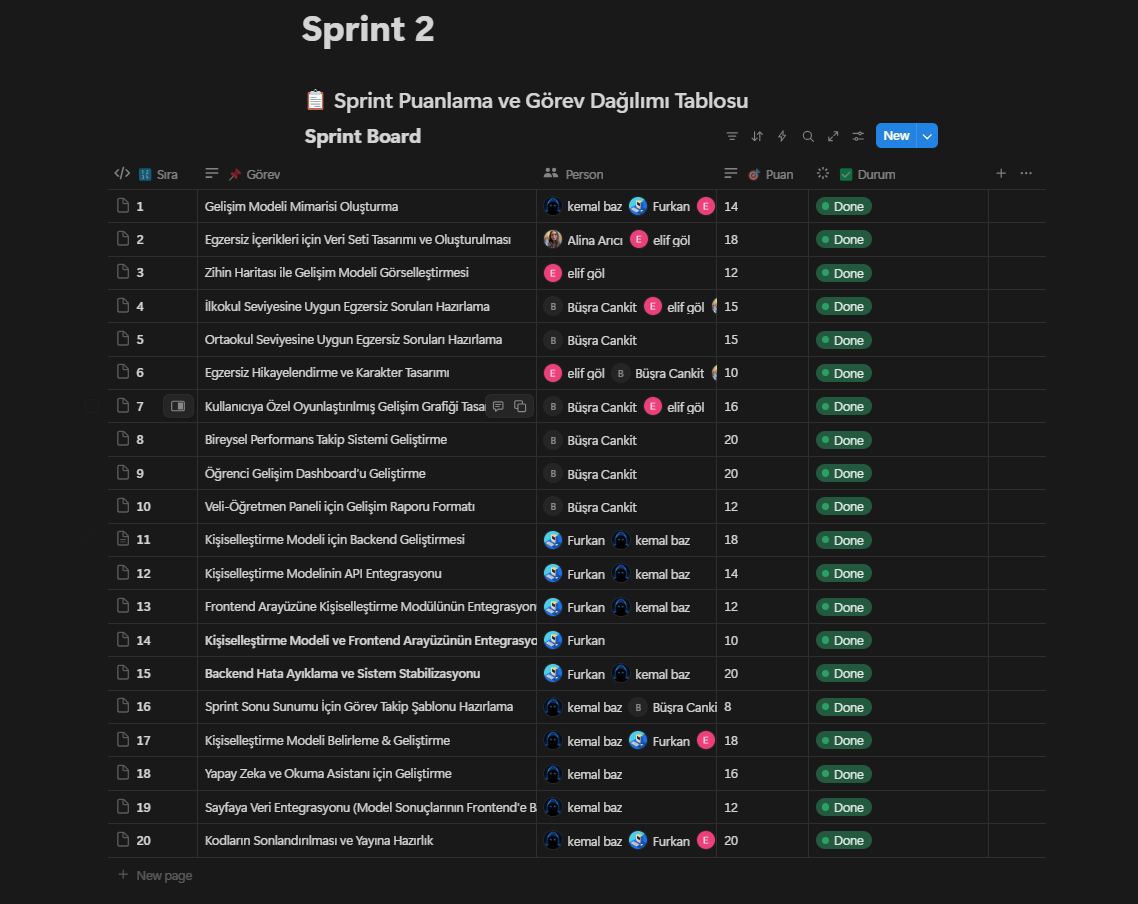 Sprint 2
📋 Sprint Puanlama ve Görev Dağılımı Tablosu
Sprint Board
New
Sıra 📌 Görev Person 🎯 Puan ✅ Durum
1 Gelişim Modeli Mimarisi Oluşturma kemal baz Furkan E 14 Done
2 Egzersiz İçerikleri için Veri Seti Tasarımı ve Oluşturulması Alina Arıcı E elif göl 18 Done
3 Zihin Haritası ile Gelişim Modeli Görselleştirmesi E elif göl 12 Done
4 İlkokul Seviyesine Uygun Egzersiz Soruları Hazırlama B Büşra Cankit E elif göl 15 Done
5 Ortaokul Seviyesine Uygun Egzersiz Soruları Hazırlama B Büşra Cankit 15 Done
6 Egzersiz Hikayelendirme ve Karakter Tasarımı E elif göl B Büşra Cankit 10 Done
7 Kullanıcıya Özel Oyunlaştırılmış Gelişim Grafiği Tasa B Büşra Cankit E elif göl 16 Done
8 Bireysel Performans Takip Sistemi Geliştirme B Büşra Cankit 20 Done
9 Öğrenci Gelişim Dashboard'u Geliştirme B Büşra Cankit 20 Done
10 Veli-Öğretmen Paneli için Gelişim Raporu Formatı B Büşra Cankit 12 Done
11 Kişiselleştirme Modeli için Backend Geliştirmesi Furkan kemal baz 18 Done
12 Kişiselleştirme Modelinin API Entegrasyonu Furkan kemal baz 14 Done
13 Frontend Arayüzüne Kişiselleştirme Modülünün Entegrasyon Furkan kemal baz 12 Done
14 Kişiselleştirme Modeli ve Frontend Arayüzünün Entegrasyo Furkan 10 Done
15 Backend Hata Ayıklama ve Sistem Stabilizasyonu Furkan kemal baz 20 Done
16 Sprint Sonu Sunumu İçin Görev Takip Şablonu Hazırlama kemal baz B Büşra Canki 8 Done
17 Kişiselleştirme Modeli Belirleme & Geliştirme kemal baz Furkan E 18 Done
18 Yapay Zeka ve Okuma Asistanı için Geliştirme kemal baz 16 Done
19 Sayfaya Veri Entegrasyonu (Model Sonuçlarının Frontend'e B kemal baz 12 Done
20 Kodların Sonlandırılması ve Yayına Hazırlık kemal baz Furkan E 20 Done
+ New page